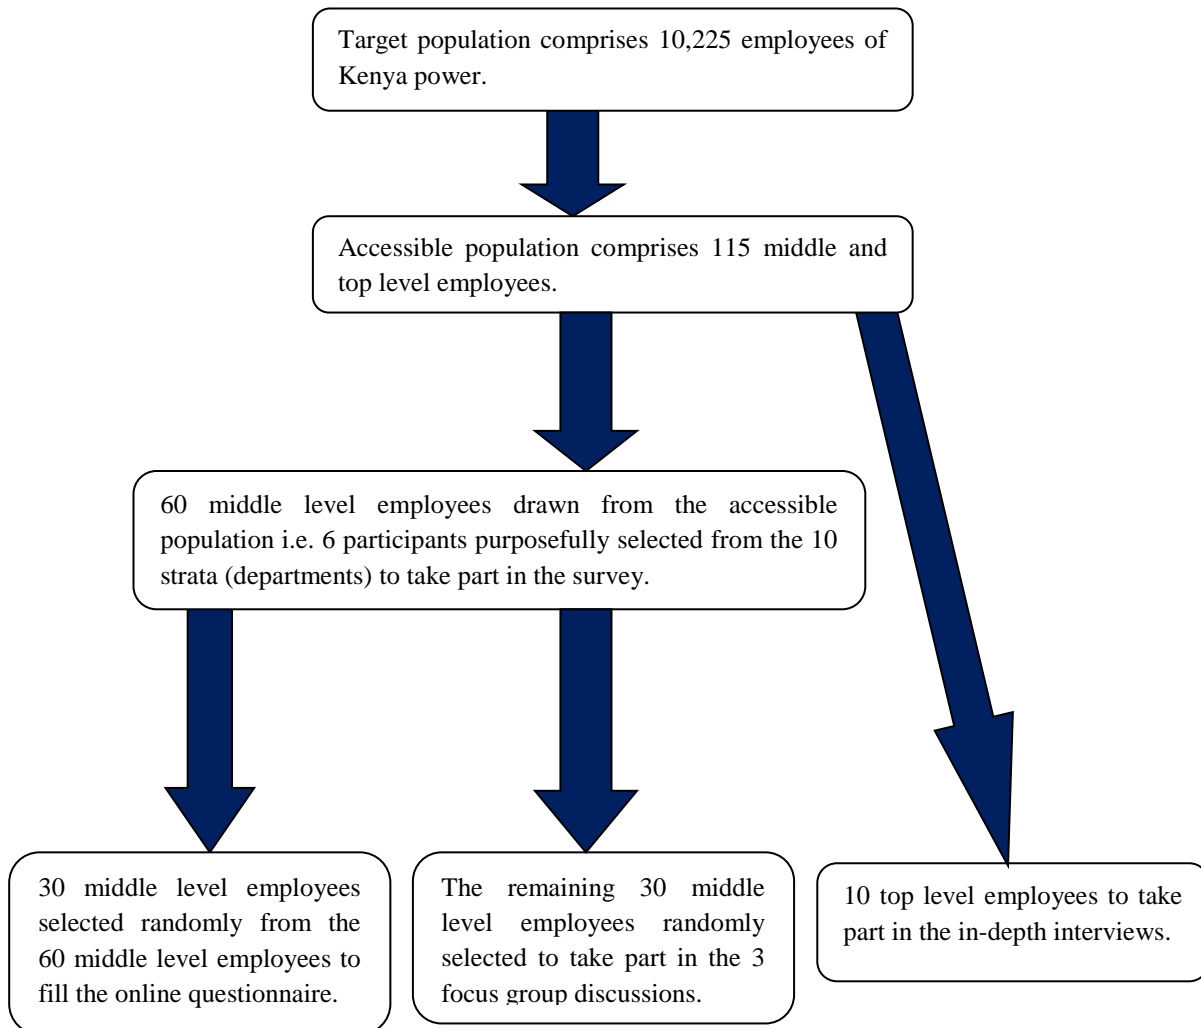 Target population comprises 10,225 employees of
Kenya power.
Accessible population comprises 115 middle and
top level employees.
60 middle level employees drawn from the accessible
population i.e. 6 participants purposefully selected from the 10
strata (departments) to take part in the survey.
30 middle level employees
selected randomly from the
60 middle level employees to
fill the online questionnaire.
The remaining 30 middle
level employees randomly
selected to take part in the 3
focus group discussions.
10 top level employees to take
part in the in-depth interviews.